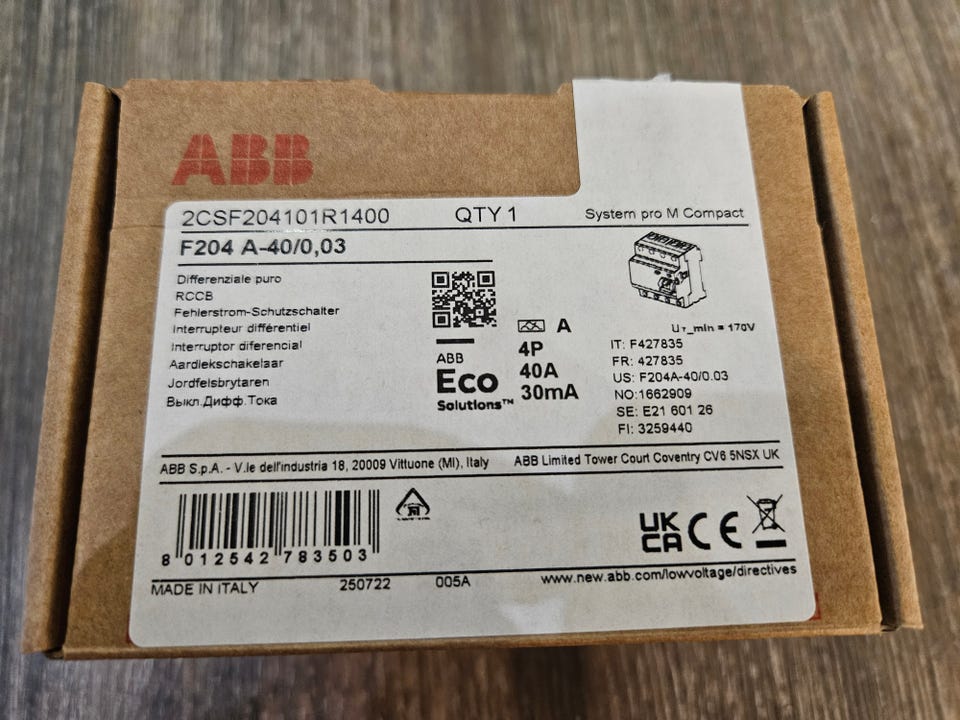 ABB
2CSF204101R1400 QTY 1 System pro M Compact
F204 A-40/0,03
Differenziale puro
RCCB
Fehlerstrom-Schutzschalter
Interrupteur différentiel
Interruptor diferencial
Aardlekschakelaar
Jordfelsbrytaren
Выкл.Дифф.Тока
ABB
Eco
Solutions™
A
4P
40A
30mA
UT_min = 170V
IT: F427835
FR: 427835
US: F204A-40/0.03
NO:1662909
SE: E21 601 26
FI: 3259440
ABB S.p.A. - V.le dell'industria 18, 20009 Vittuone (MI), Italy ABB Limited Tower Court Coventry CV6 5NSX UK
8 012542 783503
UK
CA CE
MADE IN ITALY 250722 005A www.new.abb.com/lowvoltage/directives